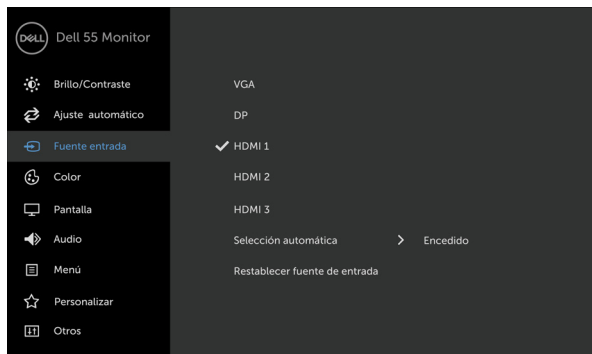 DELL
Dell 55 Monitor
Brillo/Contraste
Ajuste automático
Fuente entrada
Color
Pantalla
Audio
Menú
Personalizar
Otros
VGA
DP
HDMI 1
HDMI 2
HDMI 3
Selección automática > Encedido
Restablecer fuente de entrada